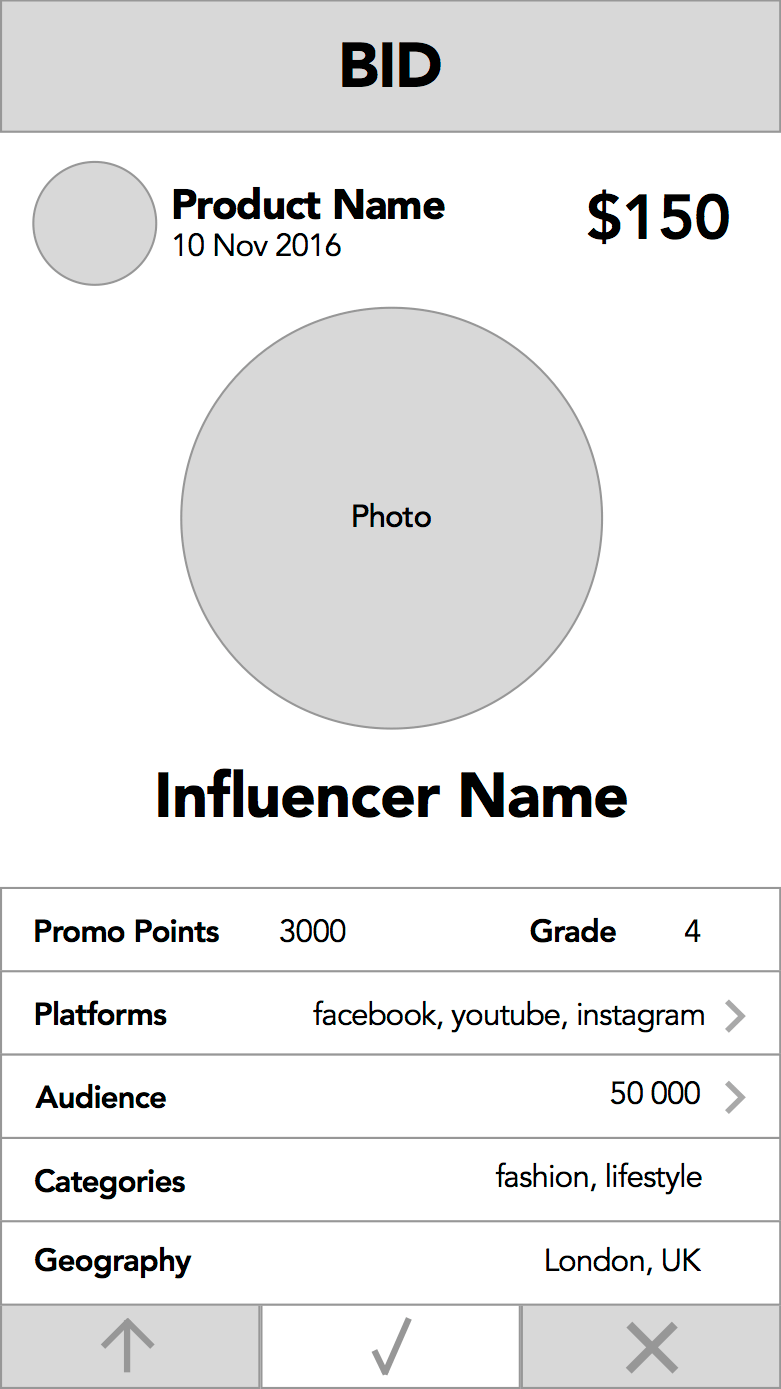 BID
Product Name
10 Nov 2016
$150
Photo
Influencer Name
Promo Points 3000 Grade 4
Platforms facebook, youtube, instagram
Audience 50 000
Categories fashion, lifestyle
Geography London, UK